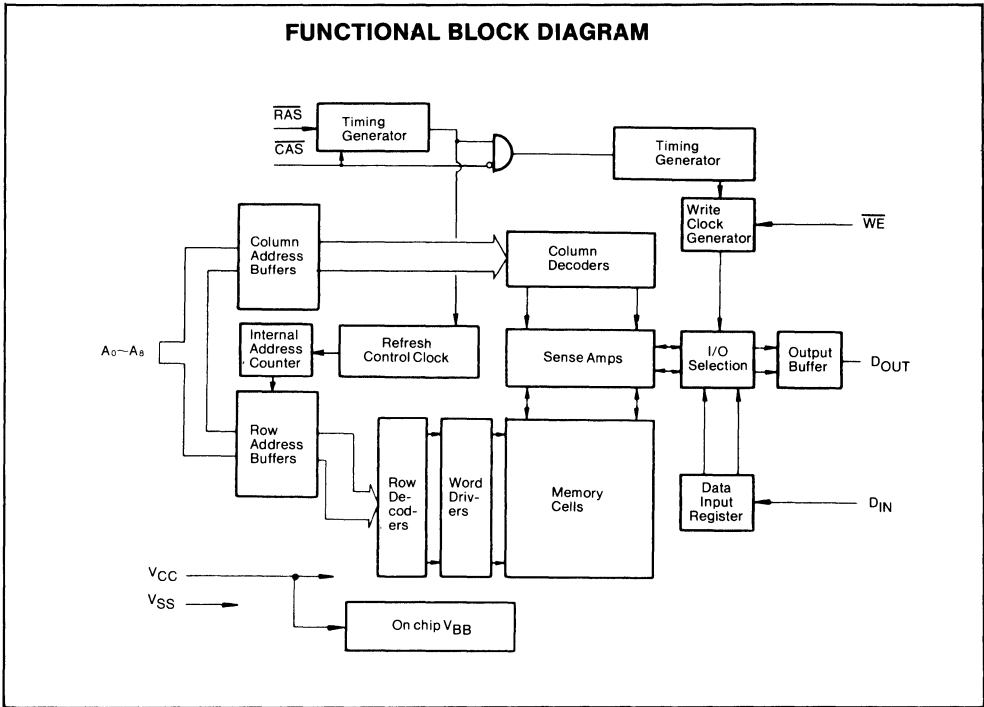 FUNCTIONAL BLOCK DIAGRAM
RAS
CAS
Timing
Generator
Timing
Generator
Write
Clock
Generator
WE
Column
Address
Buffers
Column
Decoders
A0~A8
Internal
Address
Counter
Refresh
Control Clock
Sense Amps
I/O
Selection
Output
Buffer
DOUT
Row
Address
Buffers
Row
De-
cod-
ers
Word
Driv-
ers
Memory
Cells
Data
Input
Register
DIN
VCC
VSS
On chip VBB